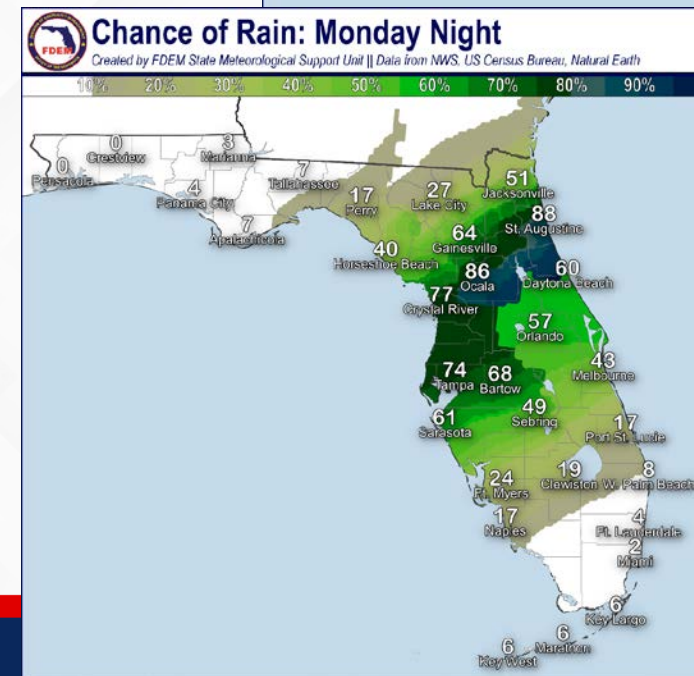 FDEM
Chance of Rain: Monday Night
Created by FDEM State Meteorological Support Unit || Data from NWS, US Census Bureau, Natural Earth
10% 20% 30% 40% 50% 60% 70% 80% 90%
0
Crestview
3
Marianna
0
Pensacola
7
Tallahassee
4
Panama City
7
Apalachicola
17
Perry
27
Lake City
51
Jacksonville
88
St. Augustine
64
Gainesville
40
Horseshoe Beach
86
Ocala
60
Daytona Beach
77
Crystal River
57
Orlando
43
Melbourne
74
Tampa
68
Bartow
61
Sarasota
49
Sebring
17
Port St. Lucie
24
Ft. Myers
19
Clewiston
8
W. Palm Beach
17
Naples
4
Ft. Lauderdale
2
Miami
6
Key Largo
6
Marathon
6
Key West